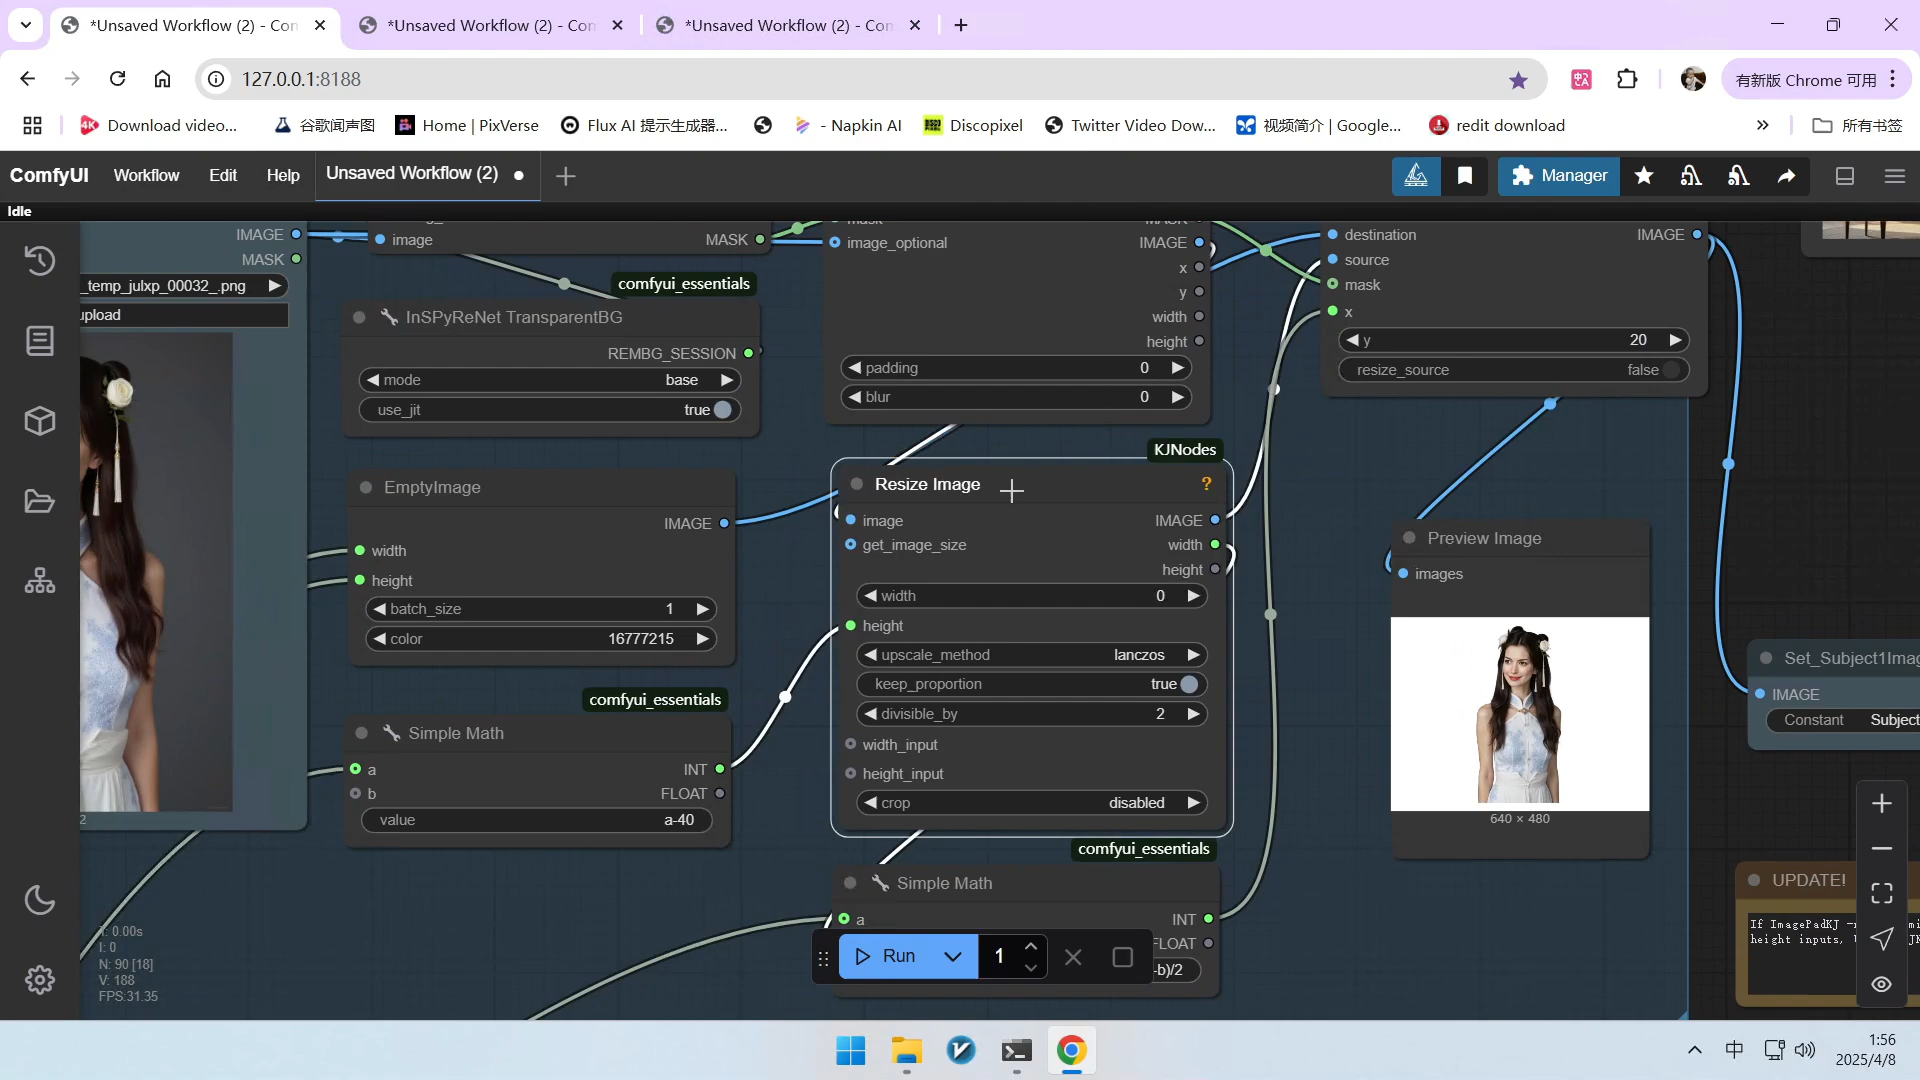 *Unsaved Workflow (2) - Con
*Unsaved Workflow (2) - Con
*Unsaved Workflow (2) - Con
127.0.0.1:8188
有新版 Chrome 可用
Download video...
谷歌闻声图
Home | PixVerse
Flux AI 提示生成器...
- Napkin AI
Discopixel
Twitter Video Dow...
视频简介 | Google...
redit download
所有书签
ComfyUI
Workflow
Edit
Help
Unsaved Workflow (2)
Manager
Idle
IMAGE
MASK
_temp_julxp_00032_.png
upload
image
MASK
comfyui_essentials
InSPyReNet TransparentBG
REMBG_SESSION
mode base
use_jit true
EmptyImage
IMAGE
width
height
batch_size 1
color 16777215
comfyui_essentials
Simple Math
a INT
b FLOAT
value a-40
mask MASK
image_optional IMAGE
x
y
width
height
padding 0
blur 0
KJNodes
Resize Image ?
image IMAGE
get_image_size width
height
width 0
height
upscale_method lanczos
keep_proportion true
divisible_by 2
width_input
height_input
crop disabled
comfyui_essentials
Simple Math
a INT
FLOAT
-b)/2
Run 1
destination IMAGE
source
mask
x
y 20
resize_source false
Preview Image
images
640 × 480
Set_Subject1Imag
IMAGE
Constant Subject
UPDATE!
If ImagePadKJ
height inputs,
T: 0.00s
I: 0
N: 90 [18]
V: 188
FPS:31.35
中
1:56
2025/4/8